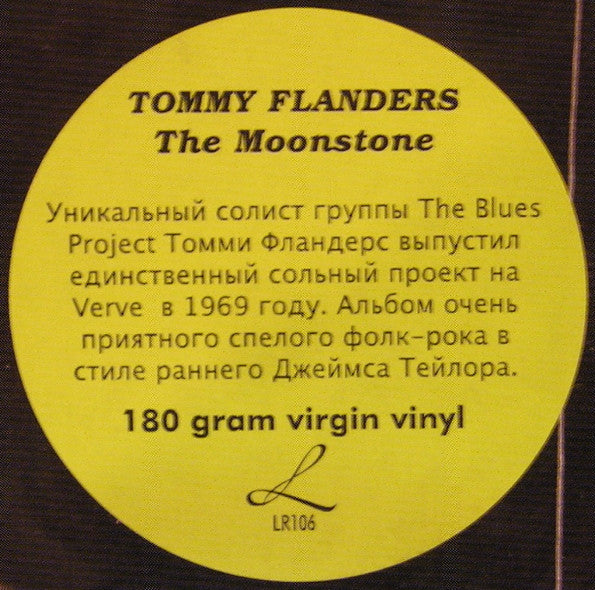 TOMMY FLANDERS
The Moonstone
Уникальный солист группы The Blues
Project Томми Фландерс выпустил
единственный сольный проект на
Verve в 1969 году. Альбом очень
приятного спелого фолк-рока в
стиле раннего Джеймса Тейлора.
180 gram virgin vinyl
L
LR106